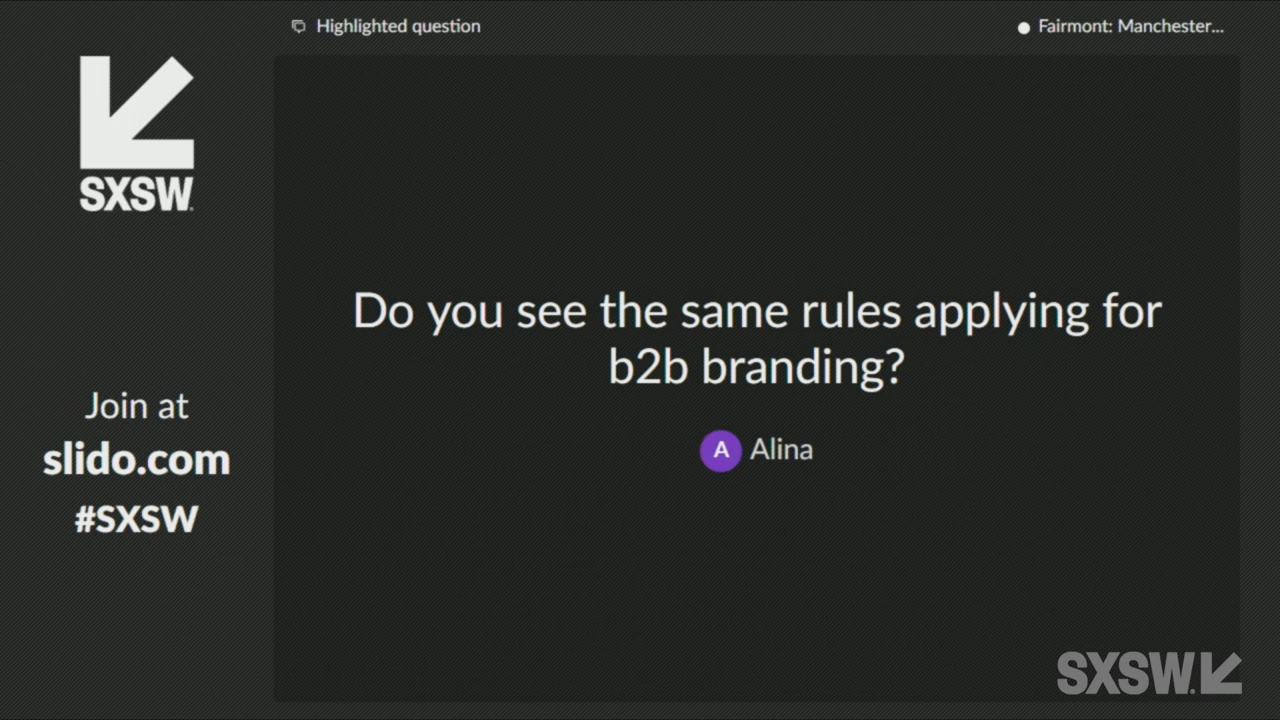 Highlighted question
Fairmont: Manchester...
SXSW.
Join at
slido.com
#SXSW
Do you see the same rules applying for
b2b branding?
A Alina
SXSW.